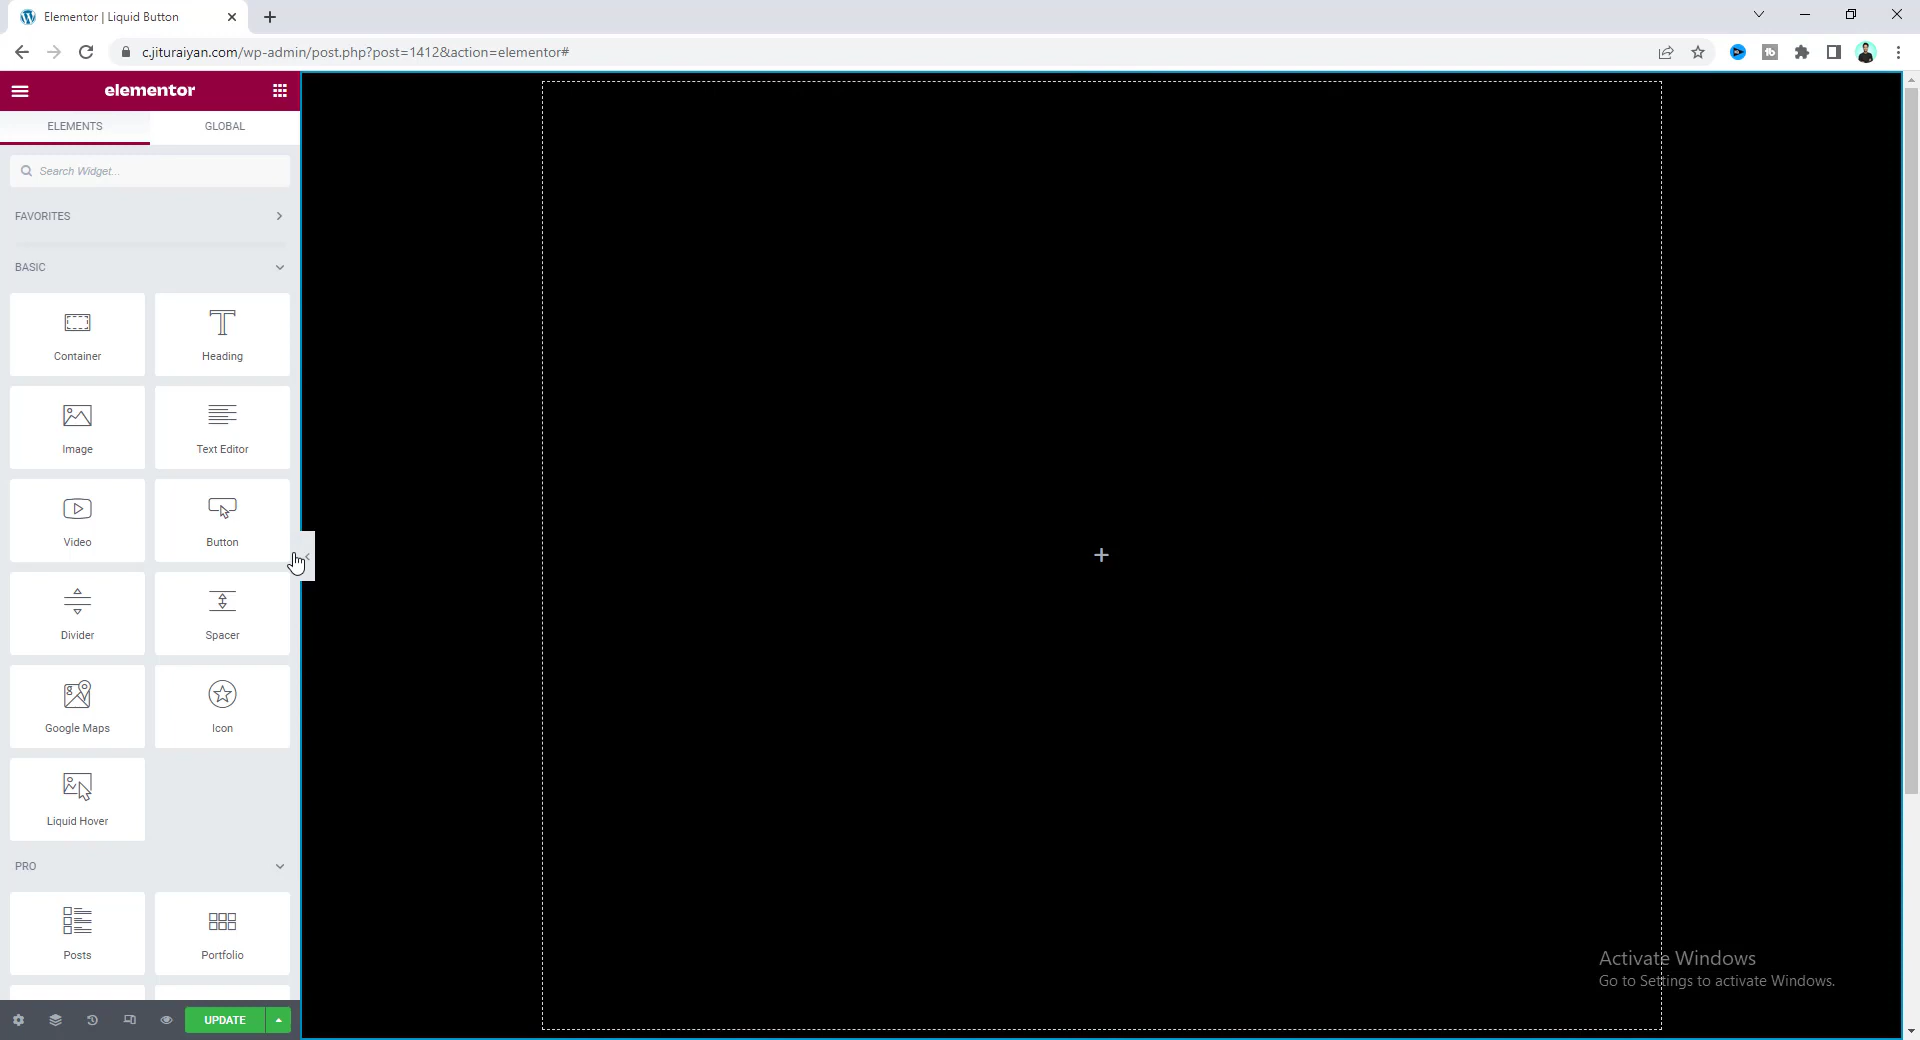 Elementor | Liquid Button
c.jituraiyan.com/wp-admin/post.php?post=1412&action=elementor#
elementor
ELEMENTS
GLOBAL
Search Widget...
FAVORITES
BASIC
Container
Heading
Image
Text Editor
Video
Button
Divider
Spacer
Google Maps
Icon
Liquid Hover
PRO
Posts
Portfolio
UPDATE
Activate Windows
Go to Settings to activate Windows.